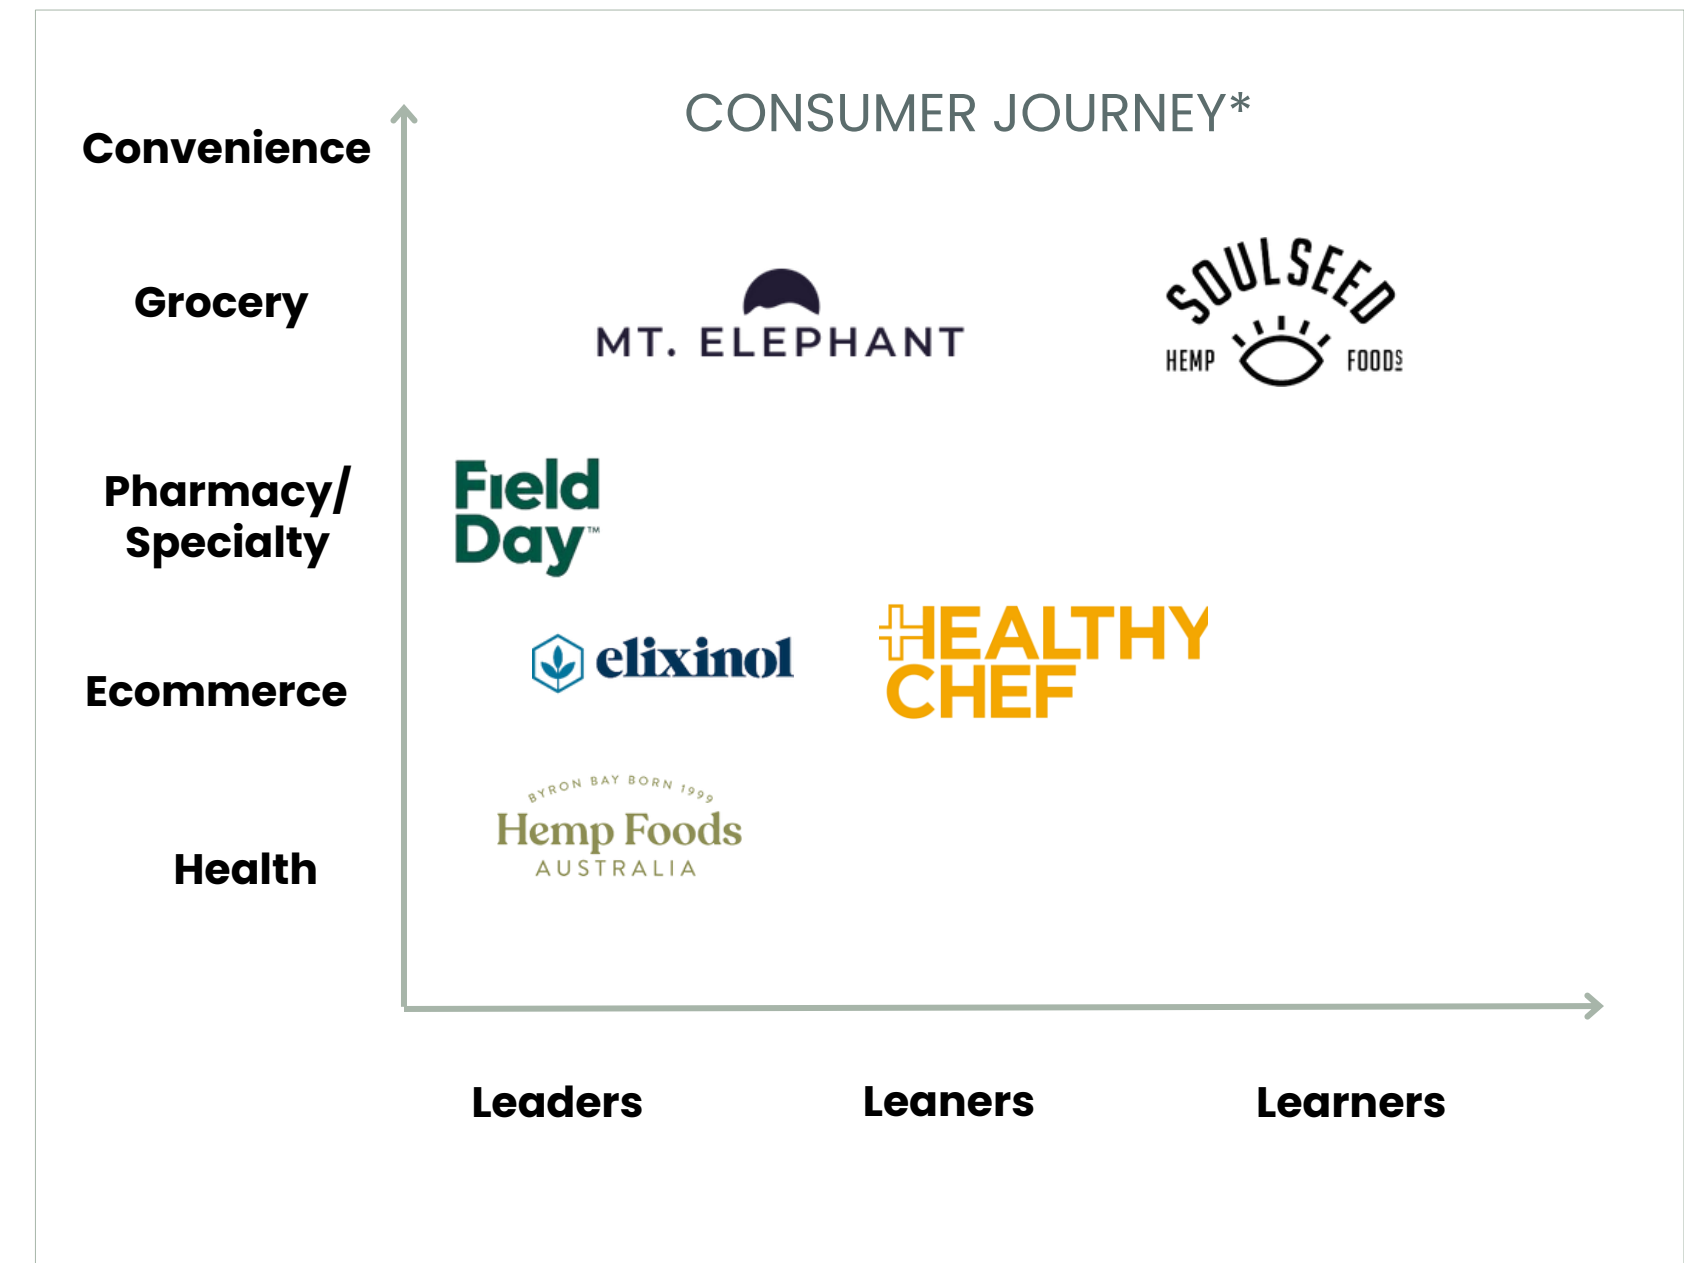 CONSUMER JOURNEY*
Convenience
Grocery
MT. ELEPHANT
SOULSEED
HEMP FOODS
Pharmacy/
Specialty
Field
Day™
Ecommerce
elixinol
HEALTHY
CHEF
Health
BYRON BAY BORN 1999
Hemp Foods
AUSTRALIA
Leaders
Leaners
Learners